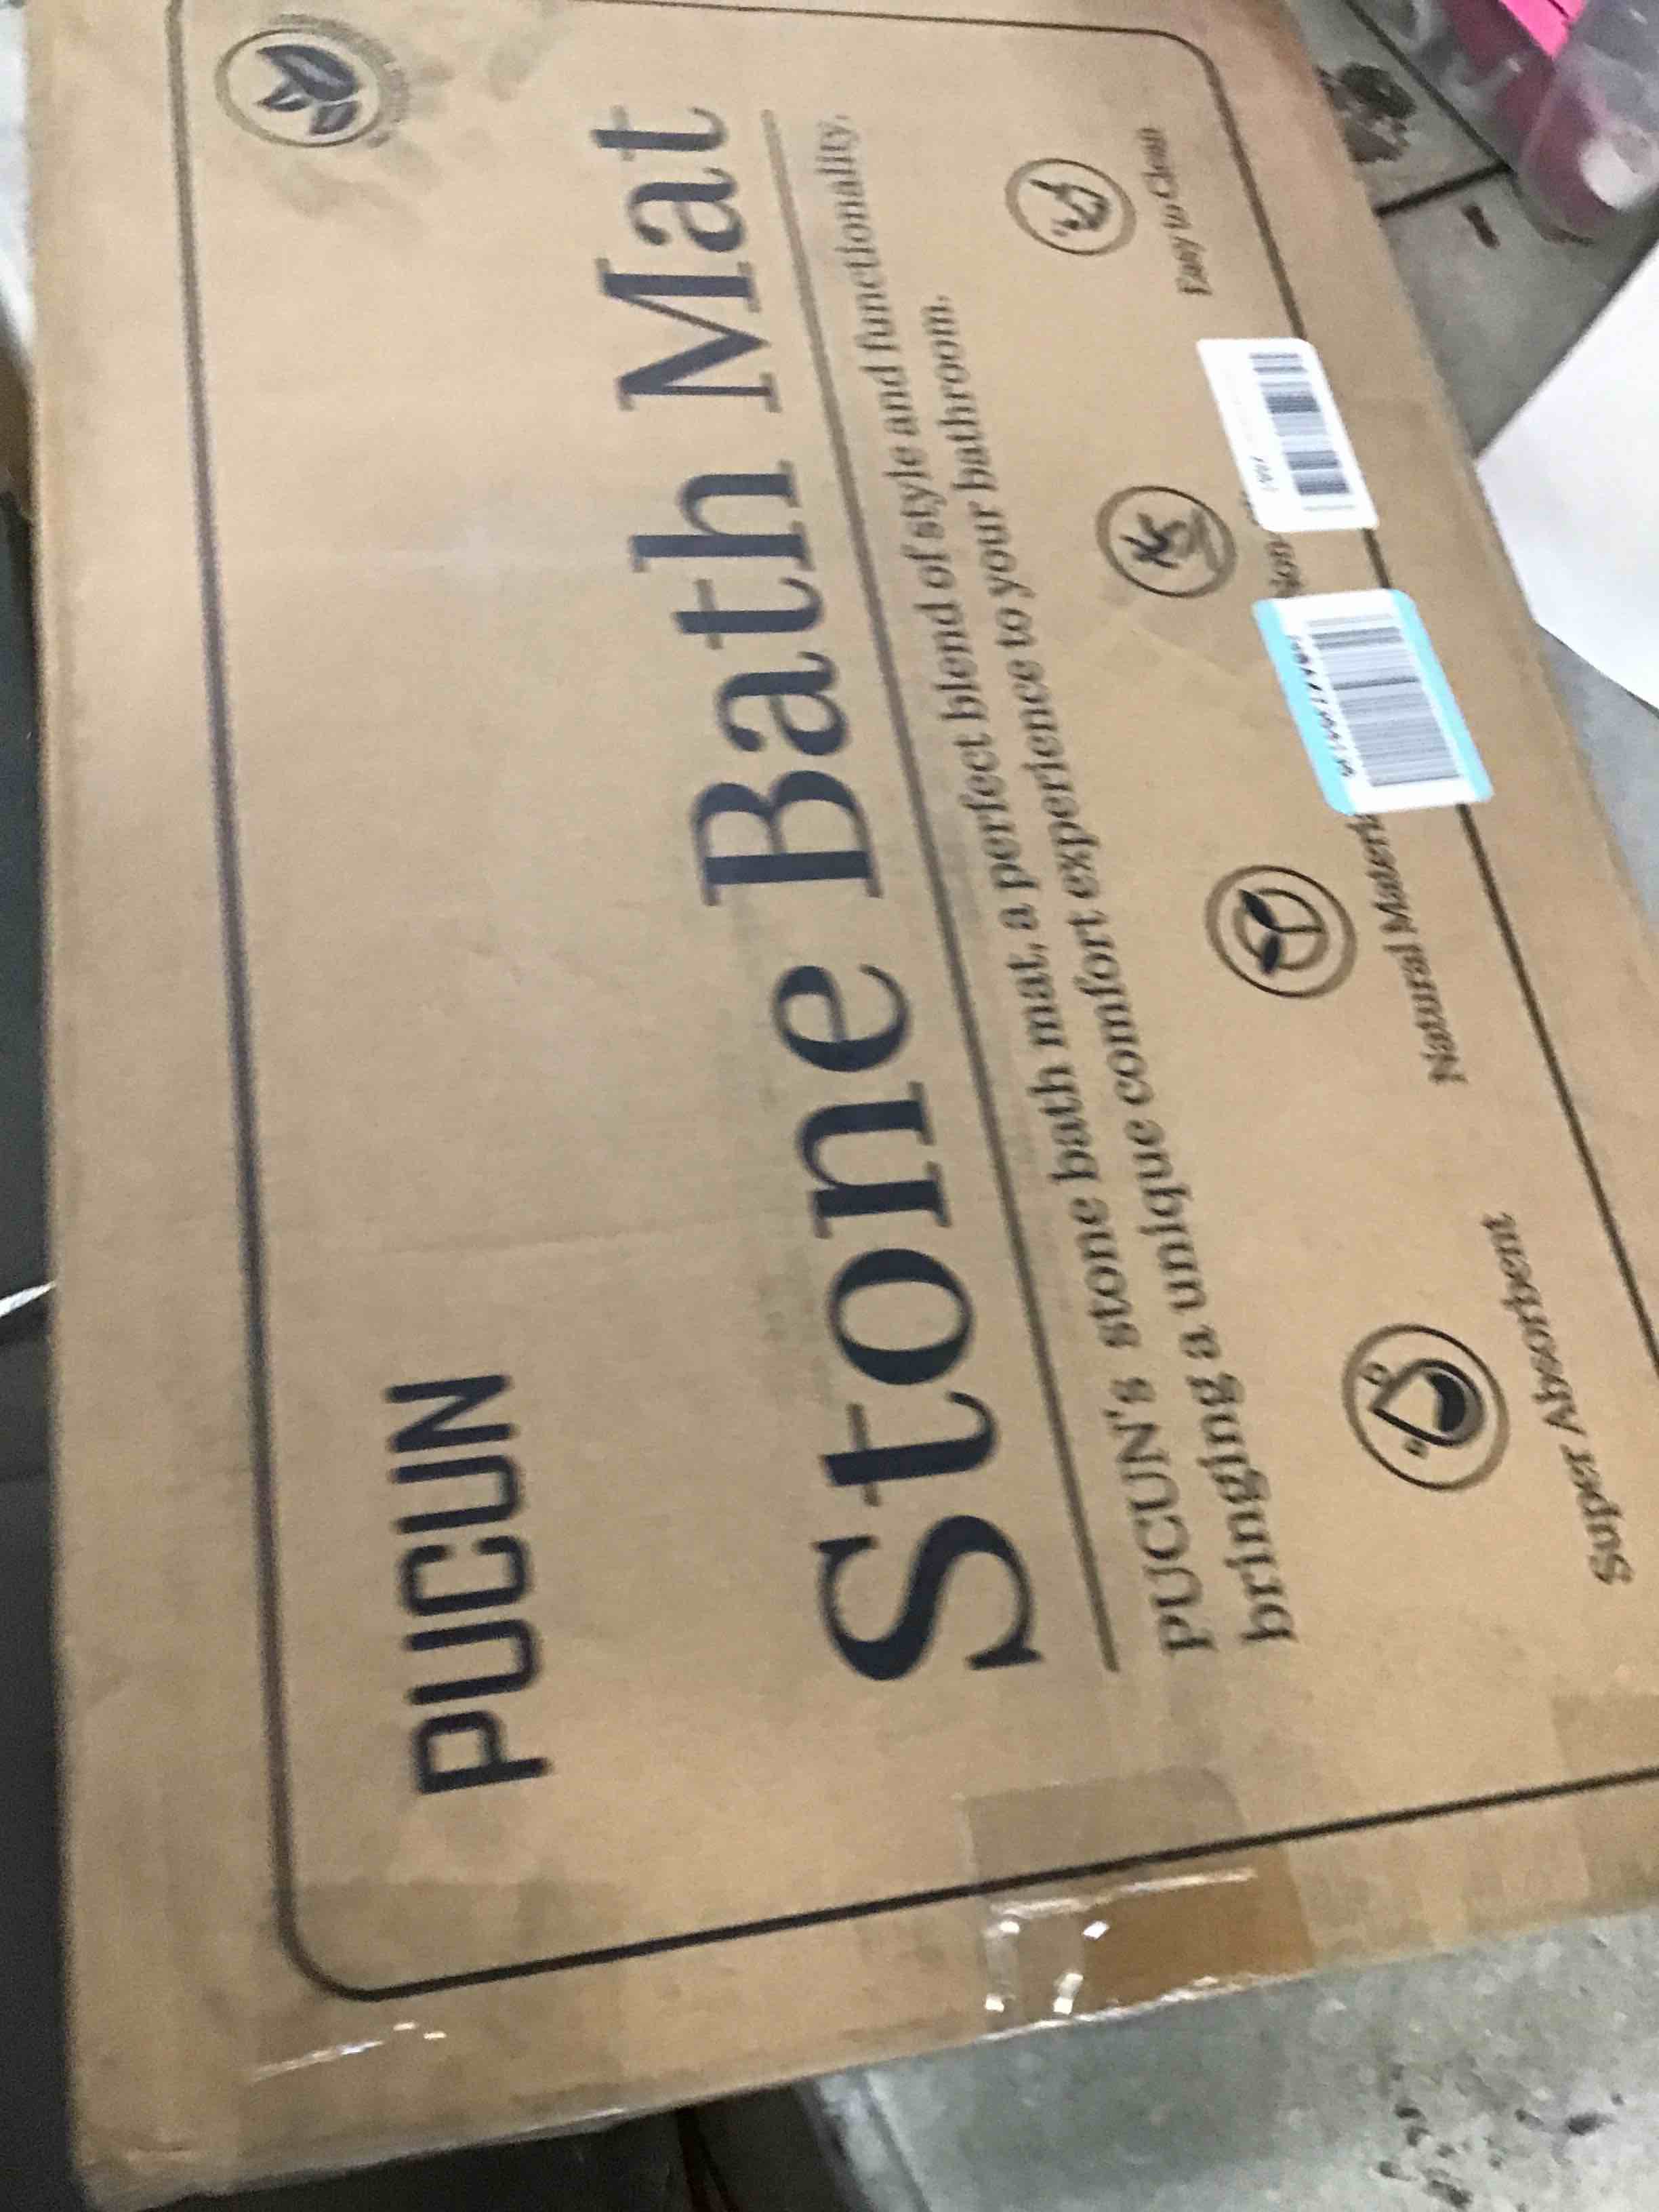 PUCUN
Stone Bath Mat
PUCUN's stone bath mat, a perfect blend of style and functionality,
bringing a unique comfort experience to your bathroom.
Super Absorbent
Natural
Easy to Clean